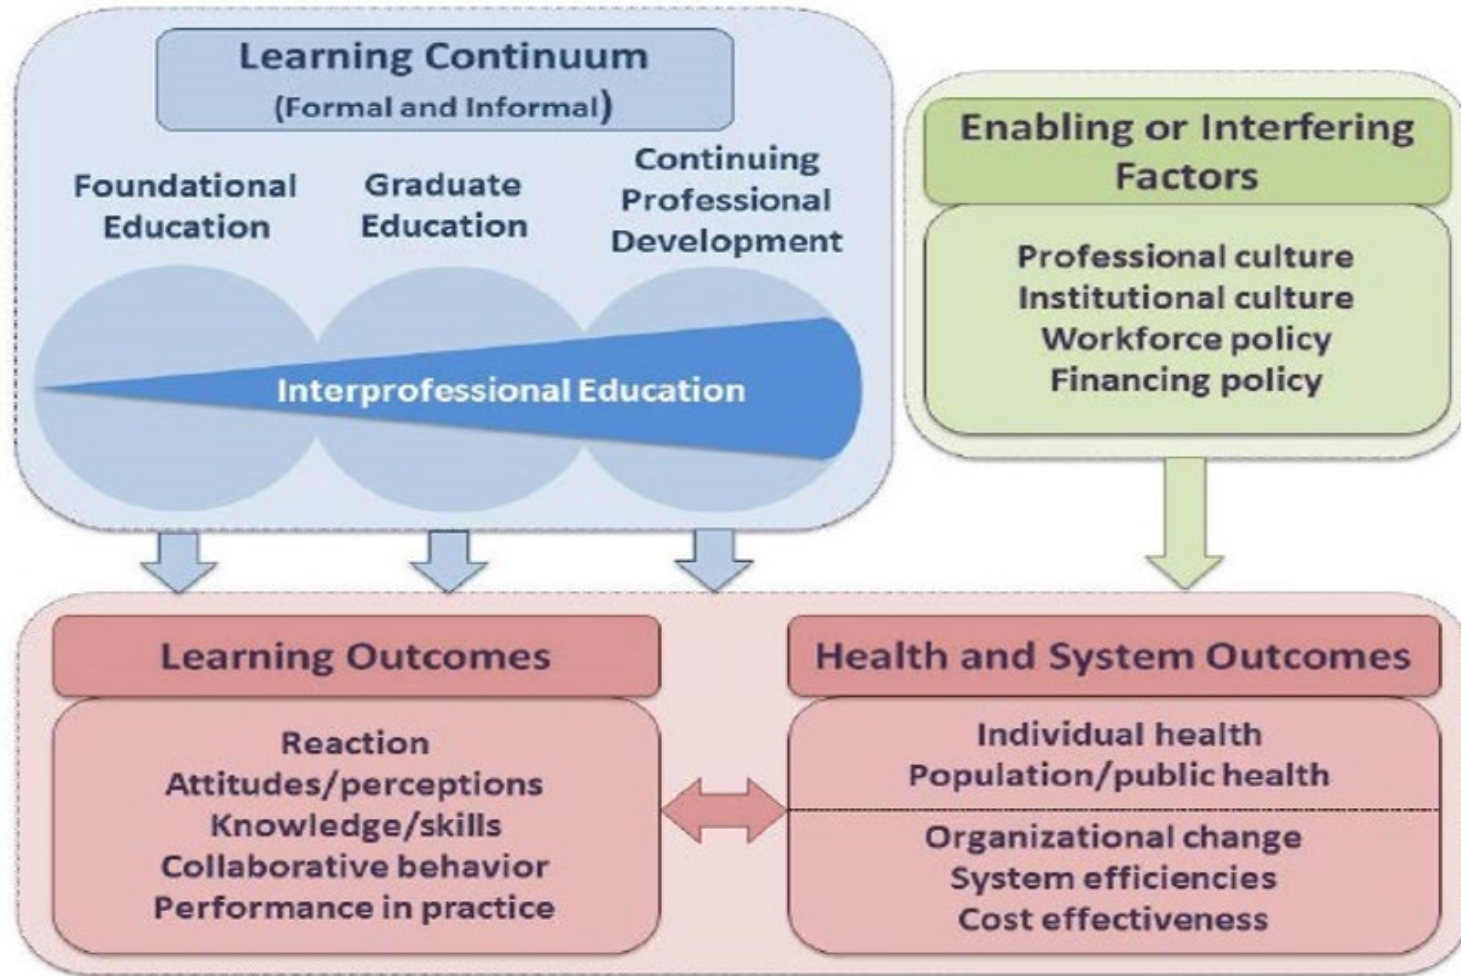 Learning Continuum
(Formal and Informal)
Foundational
Education
Graduate
Education
Continuing
Professional
Development
Interprofessional Education
Enabling or Interfering
Factors
Professional culture
Institutional culture
Workforce policy
Financing policy
Learning Outcomes
Reaction
Attitudes/perceptions
Knowledge/skills
Collaborative behavior
Performance in practice
Health and System Outcomes
Individual health
Population/public health
Organizational change
System efficiencies
Cost effectiveness